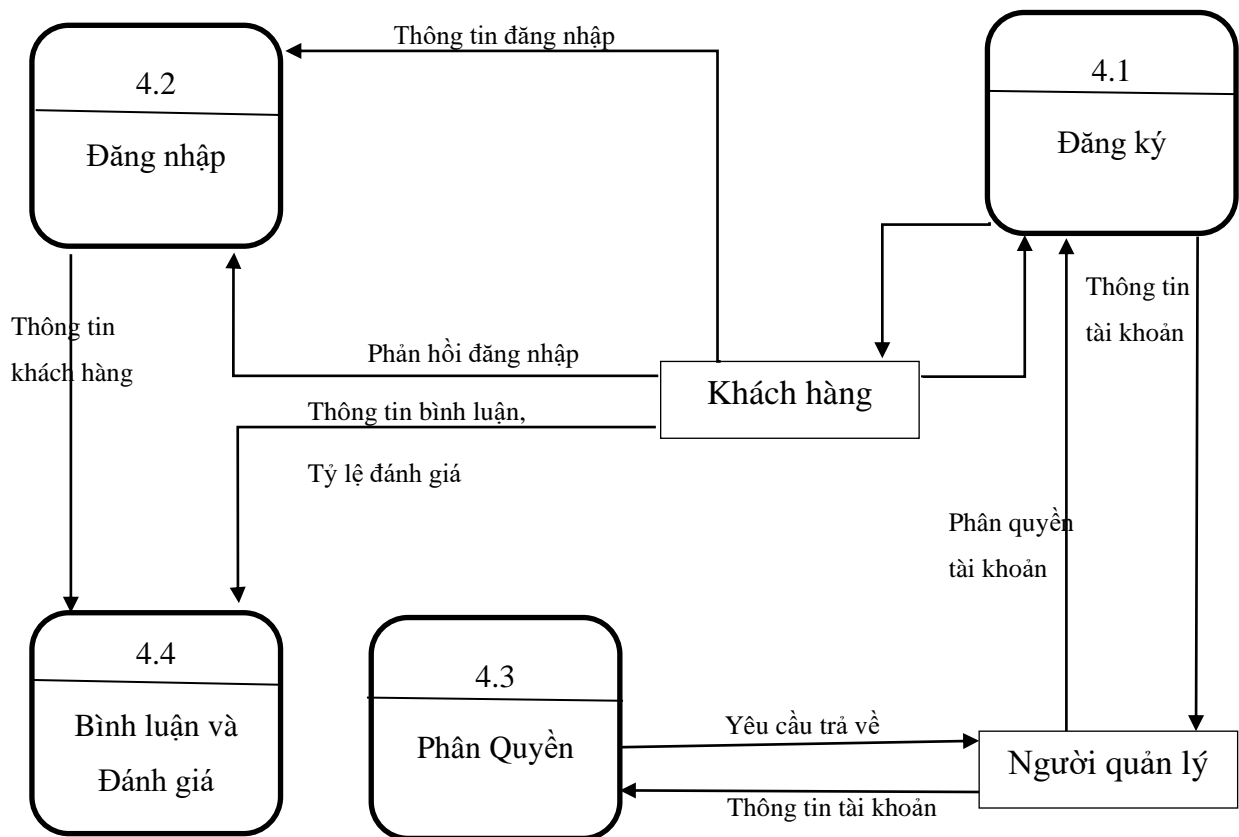 Thông tin đăng nhập
4.2
Đăng nhập
4.1
Đăng ký
Thông tin
khách hàng
Phản hồi đăng nhập
Thông tin
tài khoản
Khách hàng
Thông tin bình luận,
Tỷ lệ đánh giá
Phân quyền
tài khoản
4.4
Bình luận và
Đánh giá
4.3
Phân Quyền
Yêu cầu trả về
Người quản lý
Thông tin tài khoản